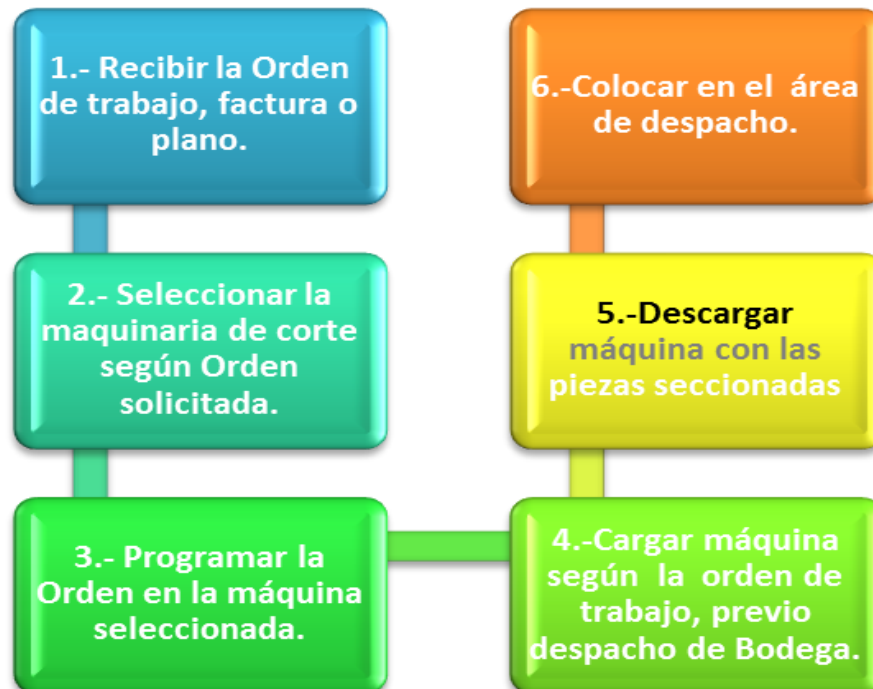 1.- Recibir la Orden
de trabajo, factura o
plano.
2.- Seleccionar la
maquinaria de corte
según Orden
solicitada.
3.- Programar la
Orden en la máquina
seleccionada.
4.-Cargar máquina
según la orden de
trabajo, previo
despacho de Bodega.
5.-Descargar
máquina con las
piezas seccionadas
6.-Colocar en el área
de despacho.